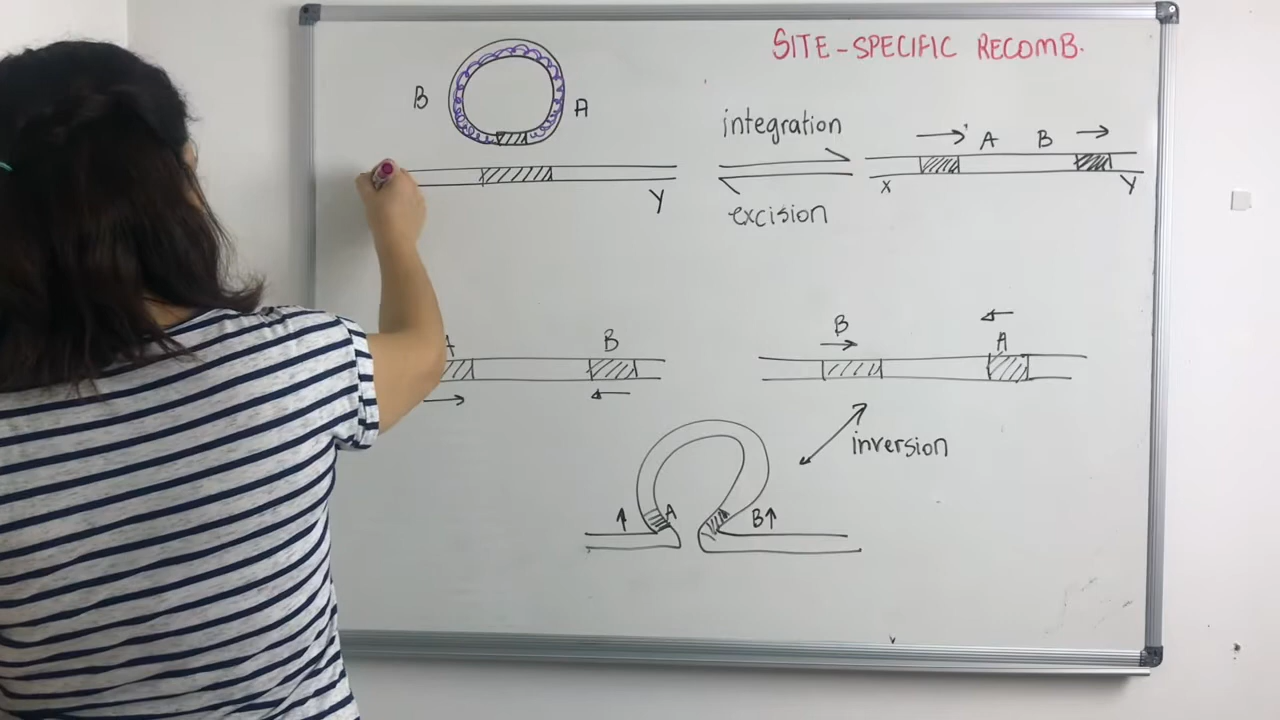 SITE-SPECIFIC RECOMB.
B
A
Y
integration
excision
A B
X
Y
A
B
B
A
inversion
A
B